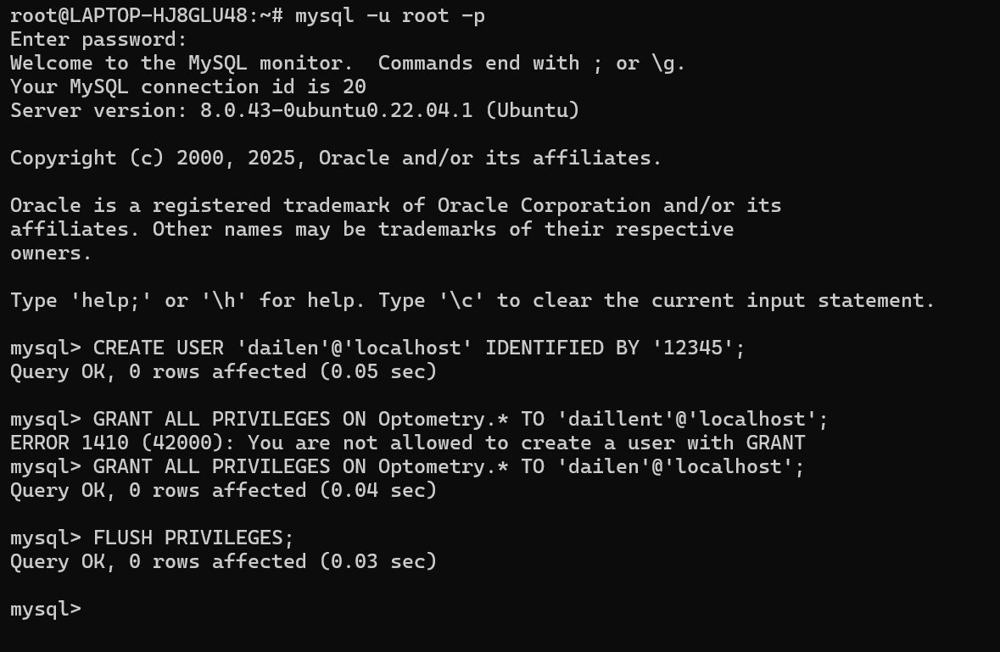 root@LAPTOP-HJ8GLU48:~# mysql -u root -p
Enter password:
Welcome to the MySQL monitor.  Commands end with ; or \g.
Your MySQL connection id is 20
Server version: 8.0.43-0ubuntu0.22.04.1 (Ubuntu)

Copyright (c) 2000, 2025, Oracle and/or its affiliates.

Oracle is a registered trademark of Oracle Corporation and/or its
affiliates. Other names may be trademarks of their respective
owners.

Type 'help;' or '\h' for help. Type '\c' to clear the current input statement.

mysql> CREATE USER 'dailen'@'localhost' IDENTIFIED BY '12345';
Query OK, 0 rows affected (0.05 sec)

mysql> GRANT ALL PRIVILEGES ON Optometry.* TO 'daillent'@'localhost';
ERROR 1410 (42000): You are not allowed to create a user with GRANT
mysql> GRANT ALL PRIVILEGES ON Optometry.* TO 'dailen'@'localhost';
Query OK, 0 rows affected (0.04 sec)

mysql> FLUSH PRIVILEGES;
Query OK, 0 rows affected (0.03 sec)

mysql>